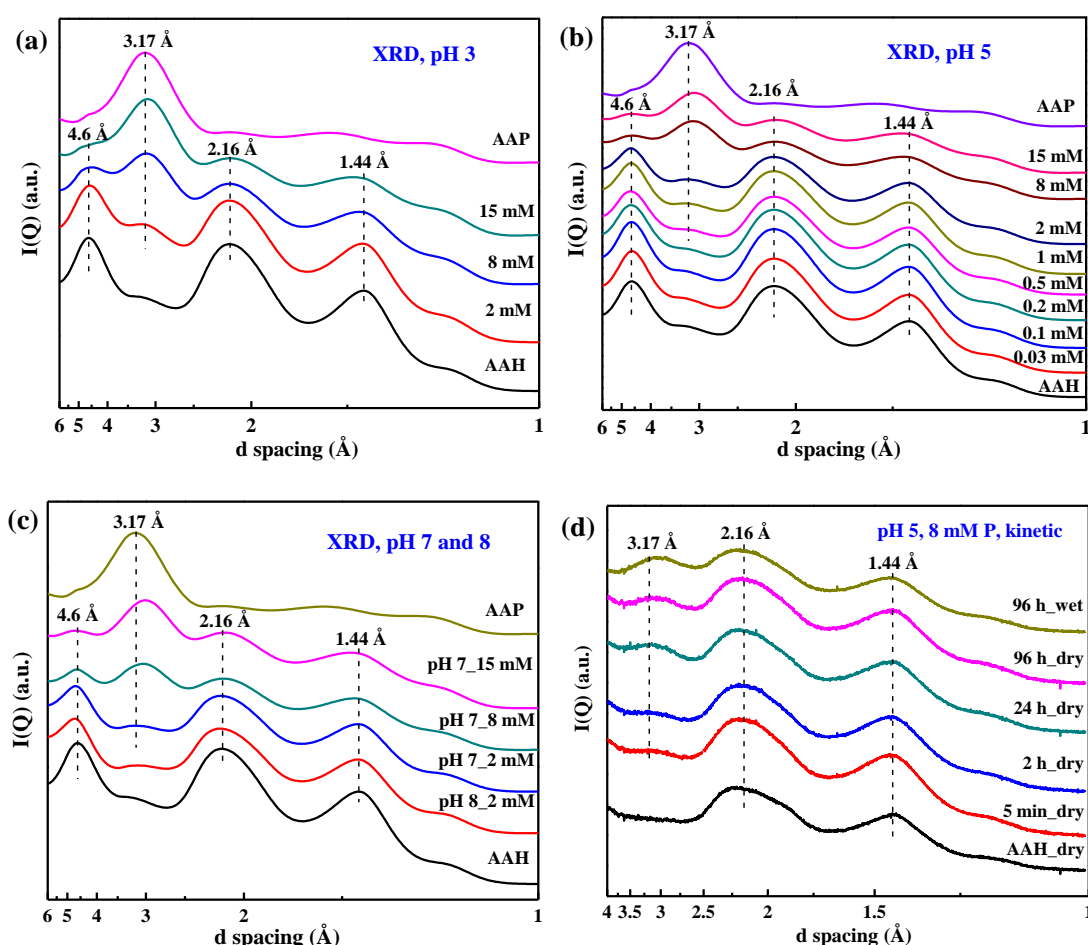 (a)
XRD, pH 3
3.17 Å
4.6 Å
2.16 Å
1.44 Å
AAP
15 mM
8 mM
2 mM
AAH
I(Q) (a.u.)
6 5 4 3 2 1
d spacing (Å)
(b)
XRD, pH 5
3.17 Å
4.6 Å
2.16 Å
1.44 Å
AAP
15 mM
8 mM
2 mM
1 mM
0.5 mM
0.2 mM
0.1 mM
0.03 mM
AAH
I(Q) (a.u.)
6 5 4 3 2 1
d spacing (Å)
(c)
XRD, pH 7 and 8
3.17 Å
4.6 Å
2.16 Å
1.44 Å
AAP
pH 7_15 mM
pH 7_8 mM
pH 7_2 mM
pH 8_2 mM
AAH
I(Q) (a.u.)
6 5 4 3 2 1
d spacing (Å)
(d)
pH 5, 8 mM P, kinetic
3.17 Å
2.16 Å
1.44 Å
96 h_wet
96 h_dry
24 h_dry
2 h_dry
5 min_dry
AAH_dry
I(Q) (a.u.)
4 3.5 3 2.5 2 1.5 1
d spacing (Å)